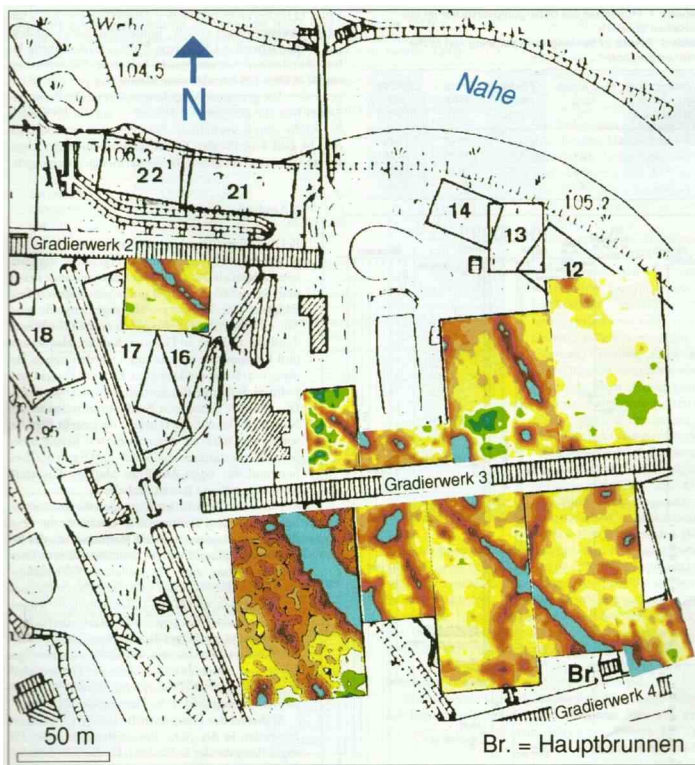 Wehr
104.5
N
Nahe
106.3
22
21
105.2
14
13
12
Gradierwerk 2
18
17
16
Gradierwerk 3
Br.
Gradierwerk 4
50 m
Br. = Hauptbrunnen